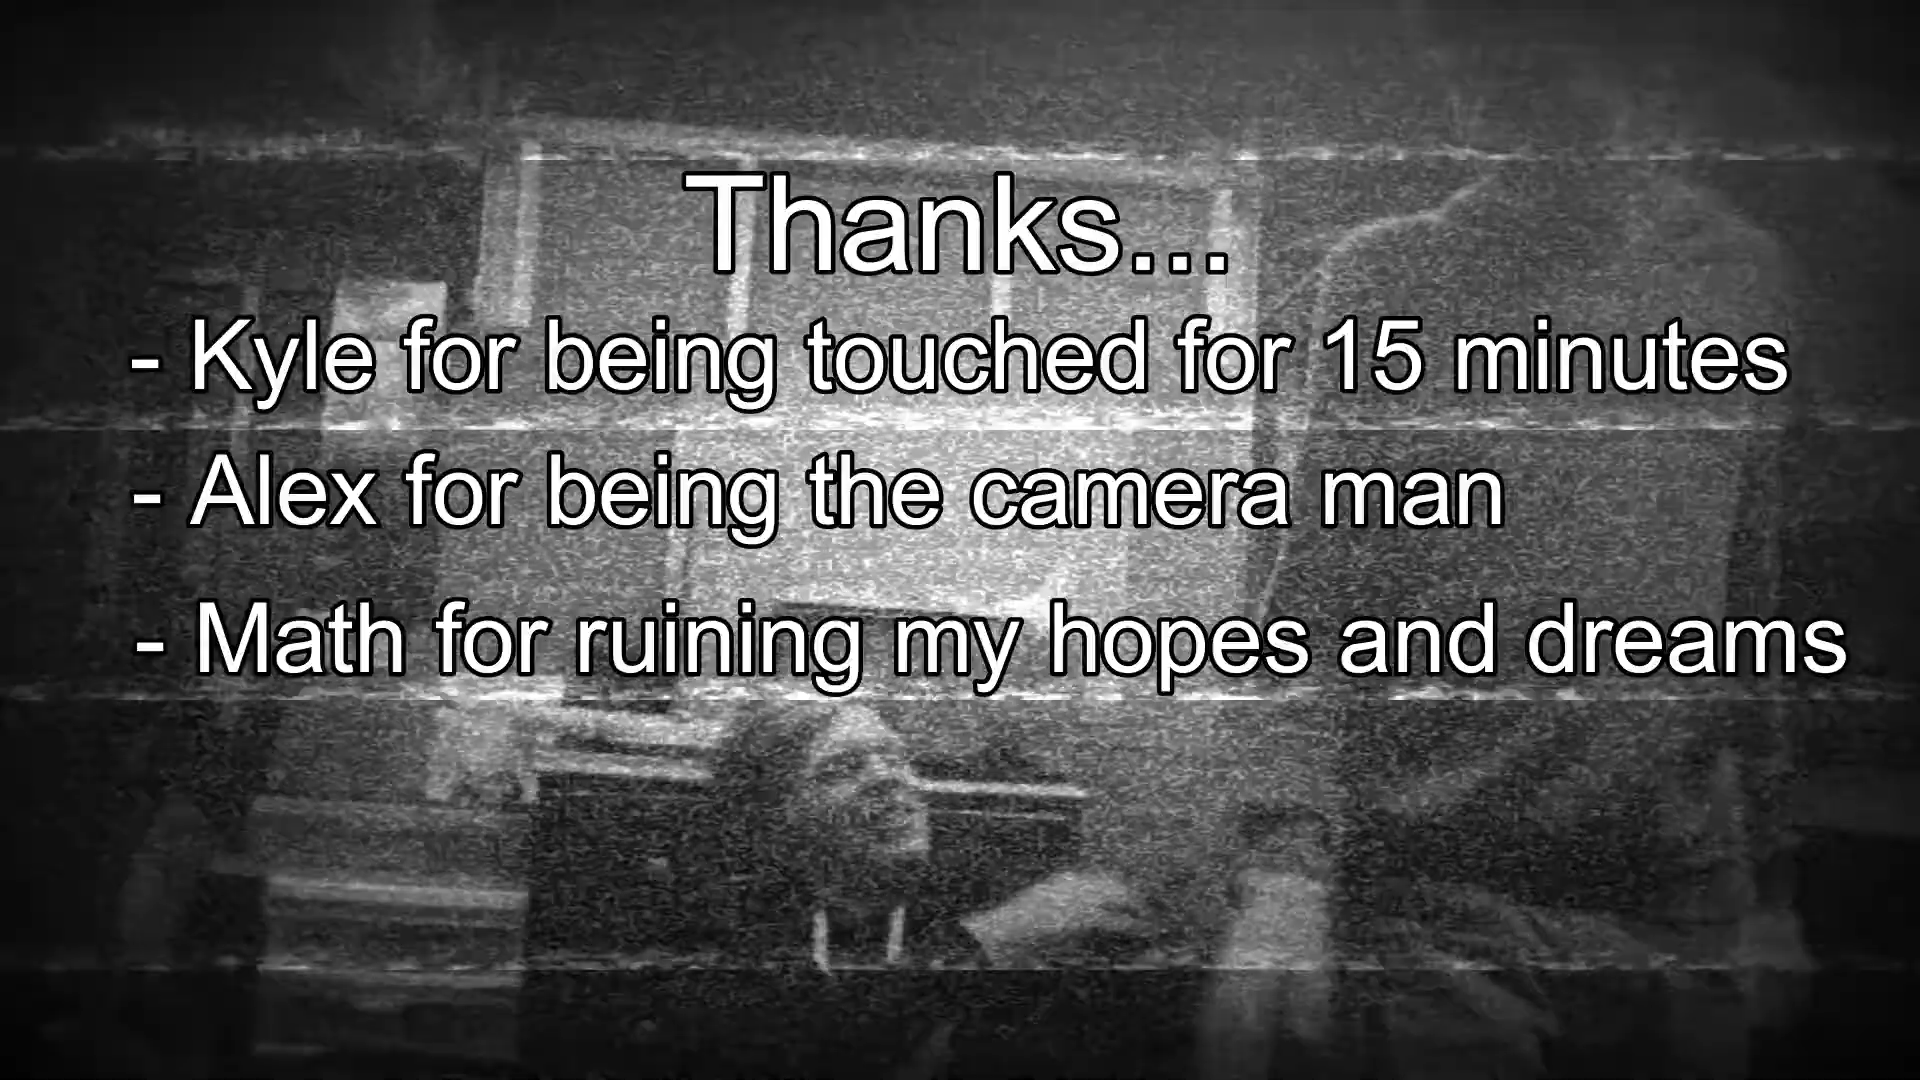 Thanks...
- Kyle for being touched for 15 minutes
- Alex for being the camera man
- Math for ruining my hopes and dreams